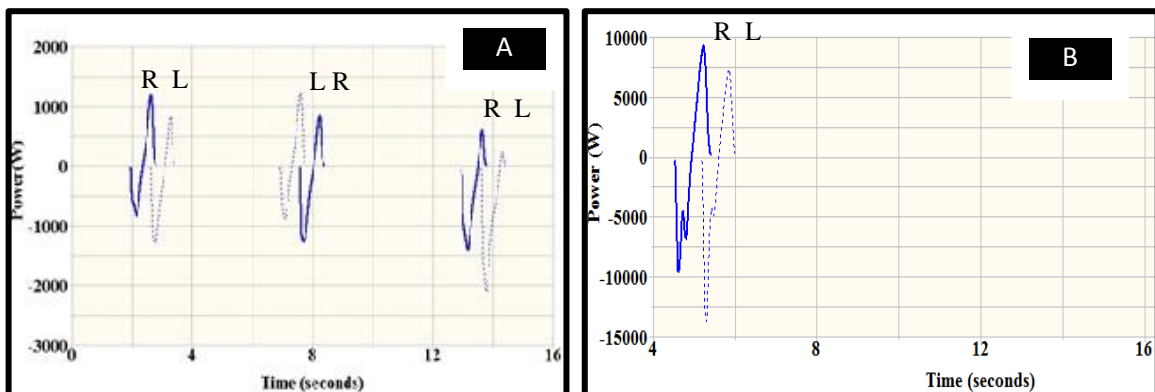 A
2000
1000
0
-1000
-2000
-3000
Power(W)
R L
L R
R L
0
4
8
12
16
Time (seconds)
B
10000
5000
0
-5000
-10000
-15000
Power (W)
R L
4
8
12
16
Time (seconds)